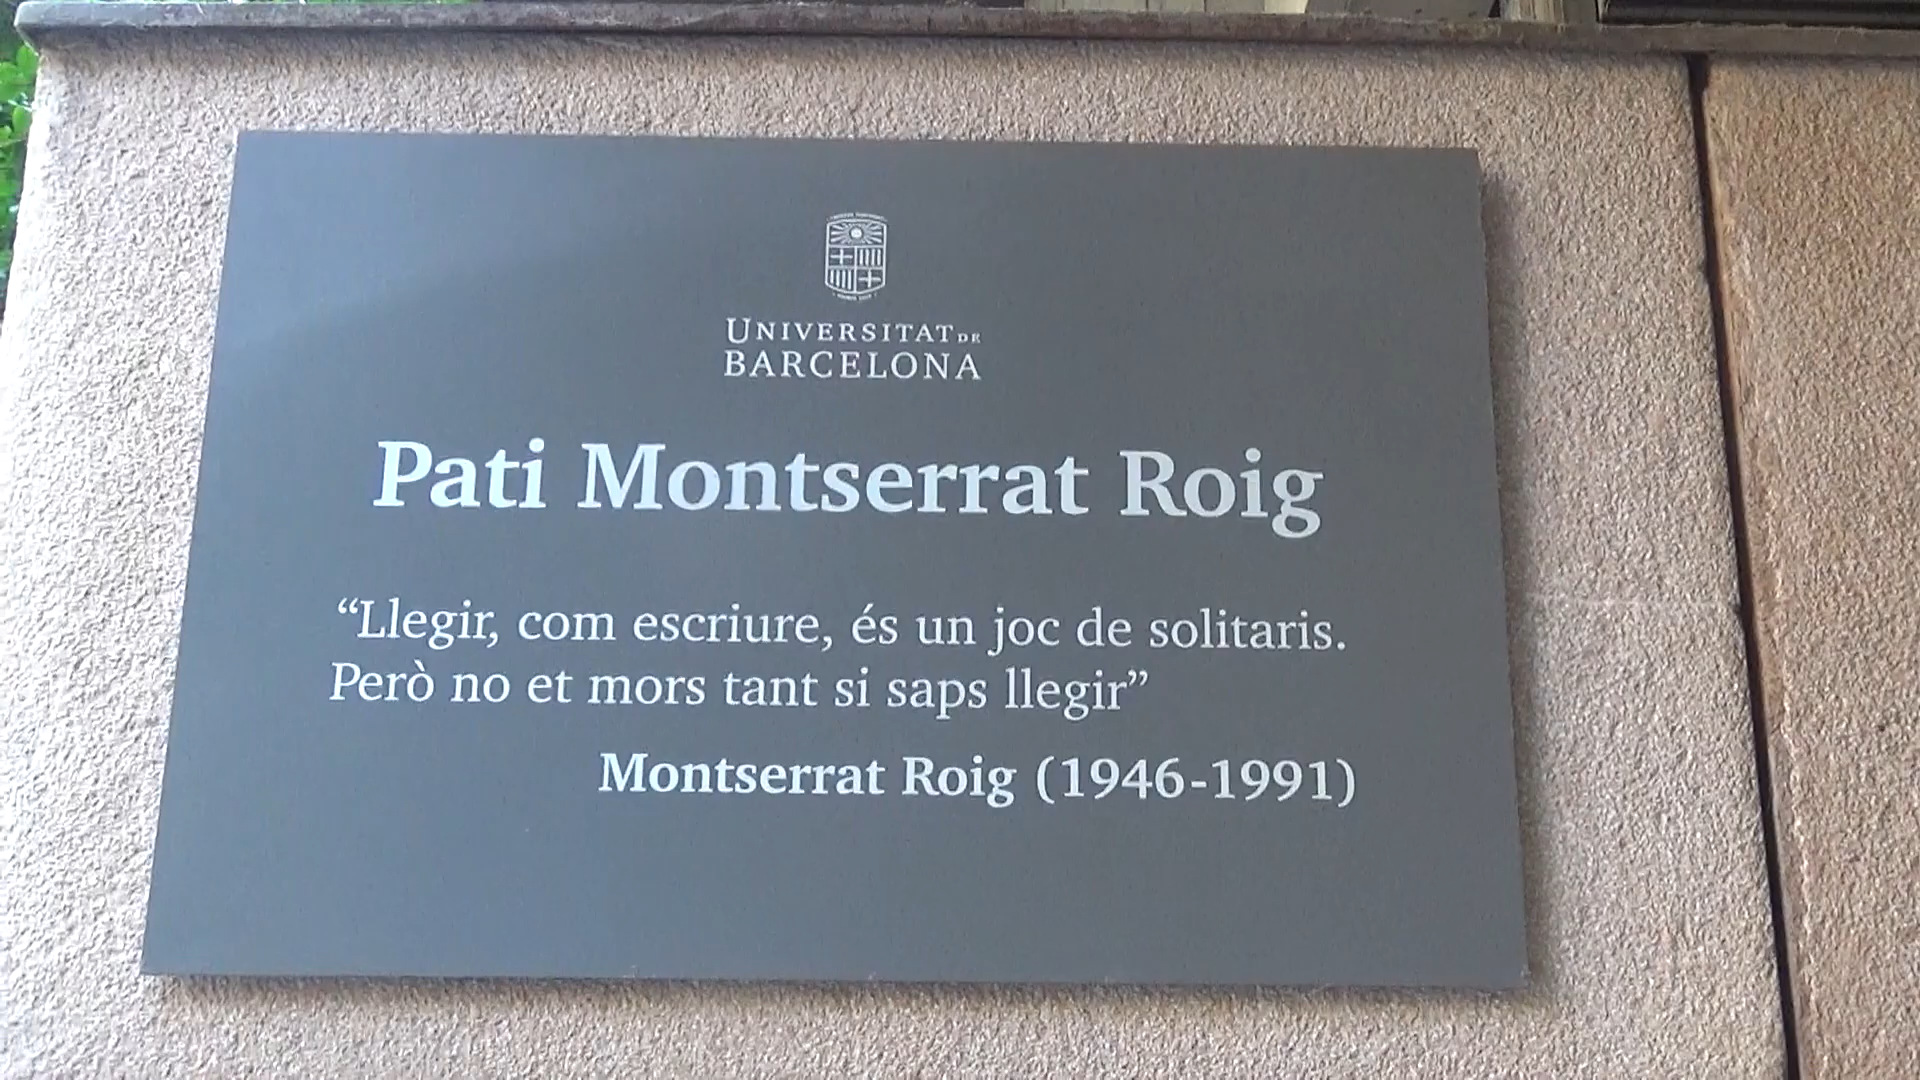 UNIVERSITAT DE
BARCELONA
Pati Montserrat Roig
“Llegir, com escriure, és un joc de solitaris.
Però no et mors tant si saps llegir”
Montserrat Roig (1946-1991)